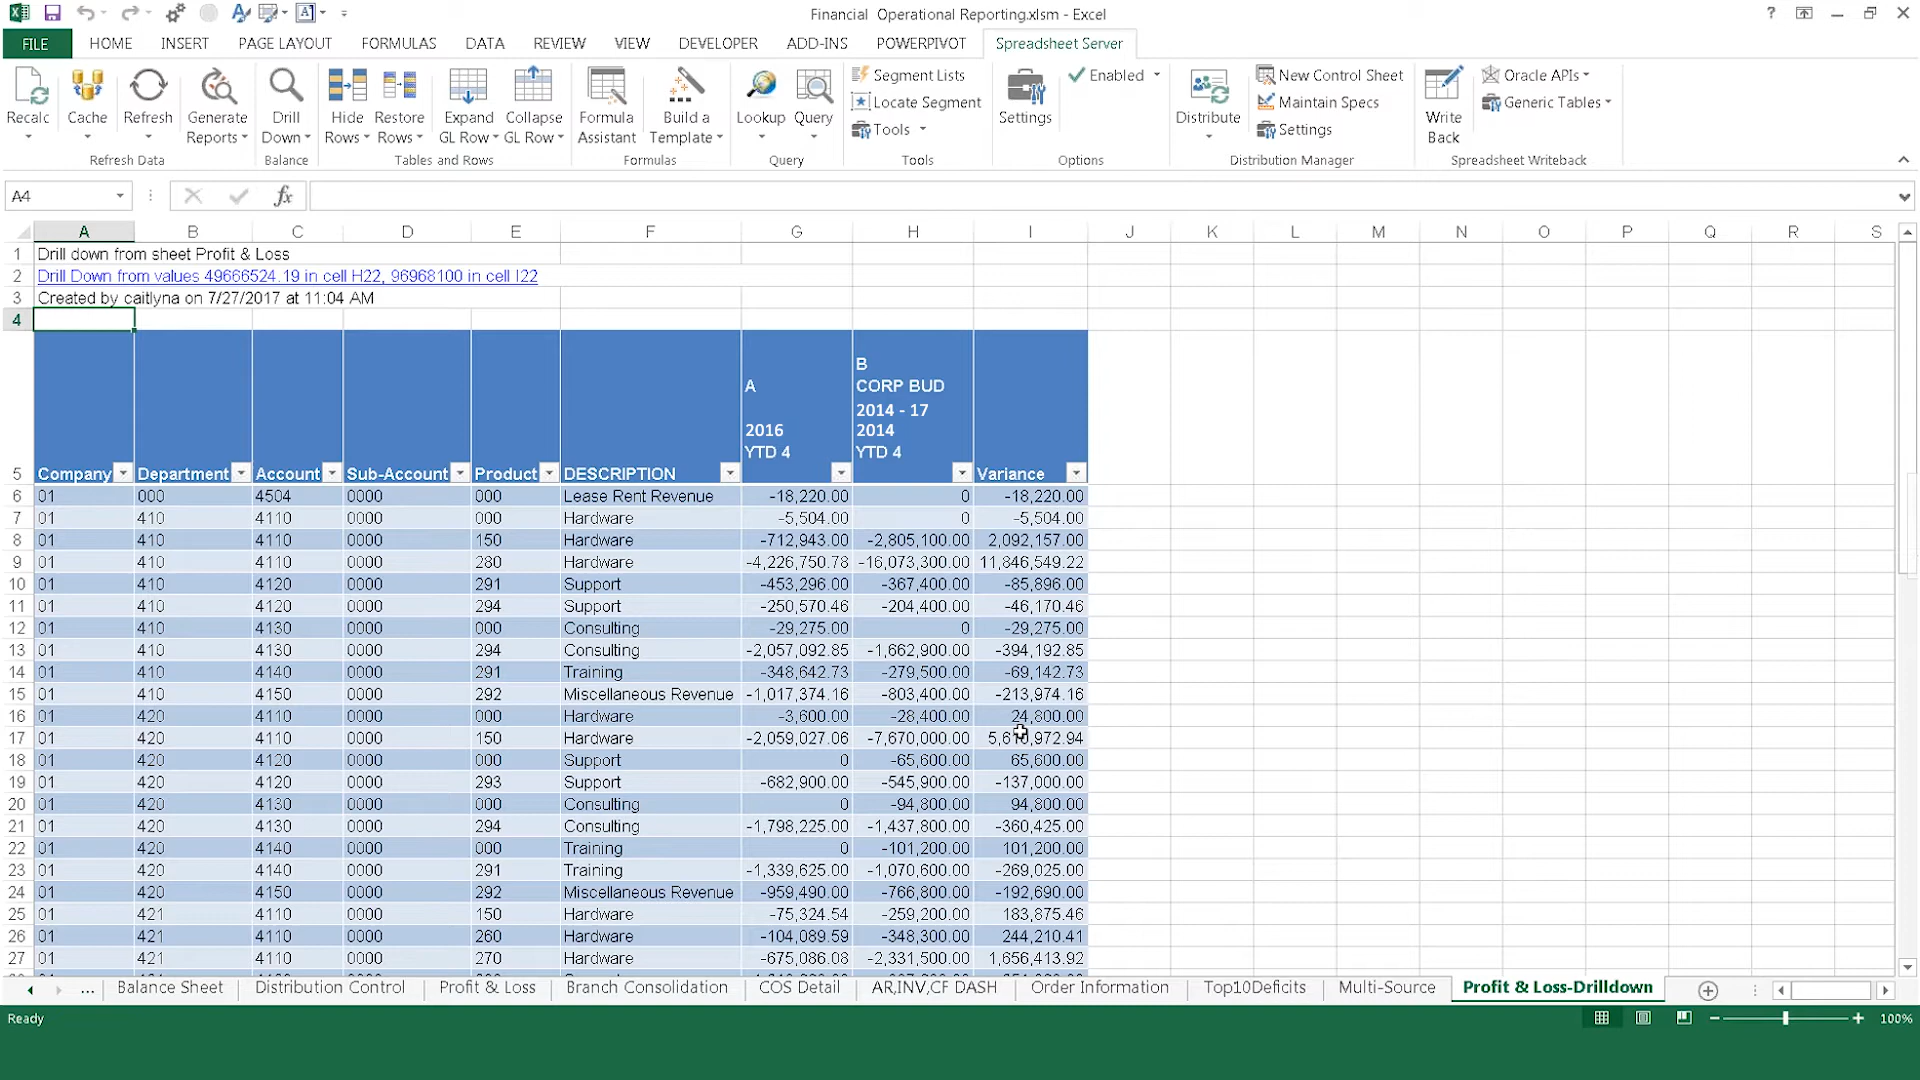 Financial  Operational Reporting.xlsm - Excel
FILE HOME INSERT PAGE LAYOUT FORMULAS DATA REVIEW VIEW DEVELOPER ADD-INS POWERPIVOT Spreadsheet Server
Recalc Cache Refresh Generate Reports Drill Down Hide Rows Restore Rows Expand GL Row Collapse GL Row Formula Assistant Build a Template Lookup Query Segment Lists Locate Segment Tools Settings Enabled Distribute New Control Sheet Maintain Specs Settings Write Back Oracle APIs Generic Tables
Refresh Data Balance Tables and Rows Formulas Query Tools Options Distribution Manager Spreadsheet Writeback
A4 fx
A B C D E F G H I J K L M N O P Q R S
1 Drill down from sheet Profit & Loss
2 Drill Down from values 49666524.19 in cell H22, 96968100 in cell I22
3 Created by caitlyna on 7/27/2017 at 11:04 AM
4
5 Company Department Account Sub-Account Product DESCRIPTION A 2016 YTD 4 B CORP BUD 2014 - 17 2014 YTD 4 Variance
6 01 000 4504 0000 000 Lease Rent Revenue -18,220.00 0 -18,220.00
7 01 410 4110 0000 000 Hardware -5,504.00 0 -5,504.00
8 01 410 4110 0000 150 Hardware -712,943.00 -2,805,100.00 2,092,157.00
9 01 410 4110 0000 280 Hardware -4,226,750.78 -16,073,300.00 11,846,549.22
10 01 410 4120 0000 291 Support -453,296.00 -367,400.00 -85,896.00
11 01 410 4120 0000 294 Support -250,570.46 -204,400.00 -46,170.46
12 01 410 4130 0000 000 Consulting -29,275.00 0 -29,275.00
13 01 410 4130 0000 294 Consulting -2,057,092.85 -1,662,900.00 -394,192.85
14 01 410 4140 0000 291 Training -348,642.73 -279,500.00 -69,142.73
15 01 410 4150 0000 292 Miscellaneous Revenue -1,017,374.16 -803,400.00 -213,974.16
16 01 420 4110 0000 000 Hardware -3,600.00 -28,400.00 24,800.00
17 01 420 4110 0000 150 Hardware -2,059,027.06 -7,670,000.00
18 01 420 4120 0000 000 Support 0 -65,600.00 65,600.00
19 01 420 4120 0000 293 Support -682,900.00 -545,900.00 -137,000.00
20 01 420 4130 0000 000 Consulting 0 -94,800.00 94,800.00
21 01 420 4130 0000 294 Consulting -1,798,225.00 -1,437,800.00 -360,425.00
22 01 420 4140 0000 000 Training 0 -101,200.00 101,200.00
23 01 420 4140 0000 291 Training -1,339,625.00 -1,070,600.00 -269,025.00
24 01 420 4150 0000 292 Miscellaneous Revenue -959,490.00 -766,800.00 -192,690.00
25 01 421 4110 0000 150 Hardware -75,324.54 -259,200.00 183,875.46
26 01 421 4110 0000 260 Hardware -104,089.59 -348,300.00 244,210.41
27 01 421 4110 0000 270 Hardware -675,086.08 -2,331,500.00 1,656,413.92
... Balance Sheet Distribution Control Profit & Loss Branch Consolidation COS Detail AR,INV,CF DASH Order Information Top10Deficits Multi-Source Profit & Loss-Drilldown
Ready 100%